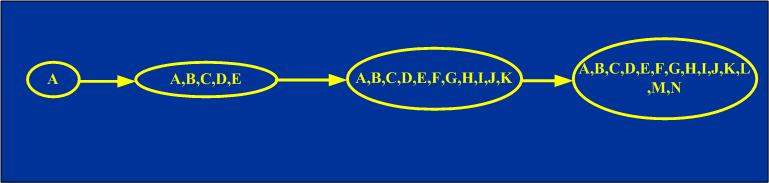 A
A,B,C,D,E
A,B,C,D,E,F,G,H,I,J,K
A,B,C,D,E,F,G,H,I,J,K,L
,M,N